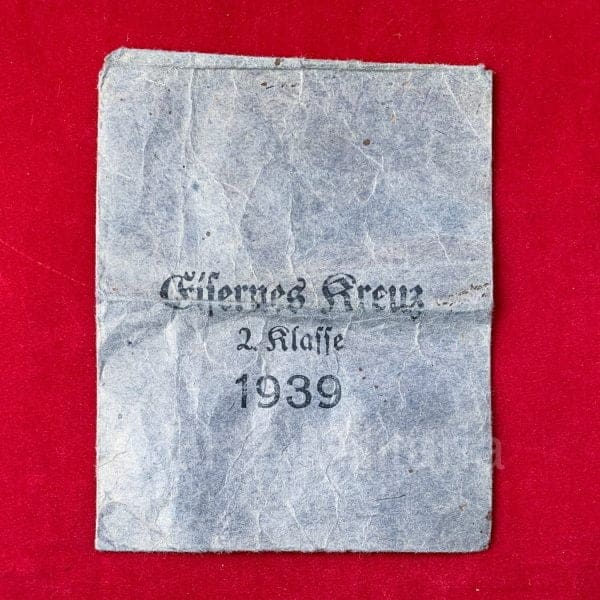 Eisernes Kreuz
2. Klasse
1939